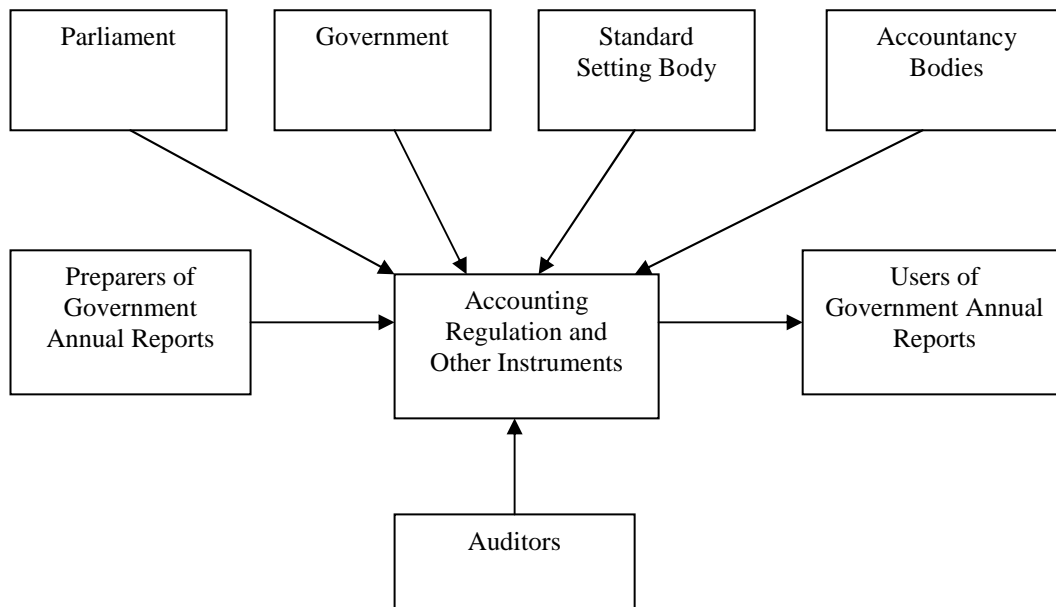 Parliament
Government
Standard
Setting Body
Accountancy
Bodies
Preparers of
Government
Annual Reports
Accounting
Regulation and
Other Instruments
Users of
Government Annual
Reports
Auditors